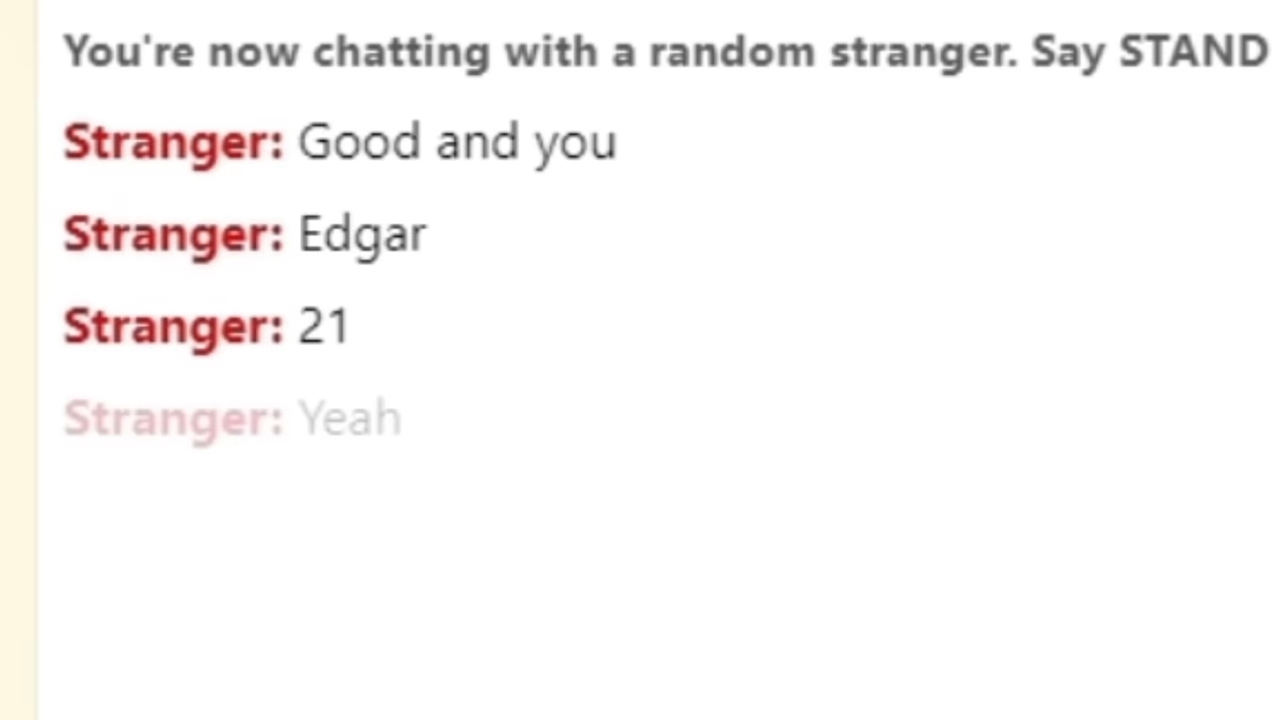 You're now chatting with a random stranger. Say STAND
Stranger: Good and you
Stranger: Edgar
Stranger: 21
Stranger: Yeah